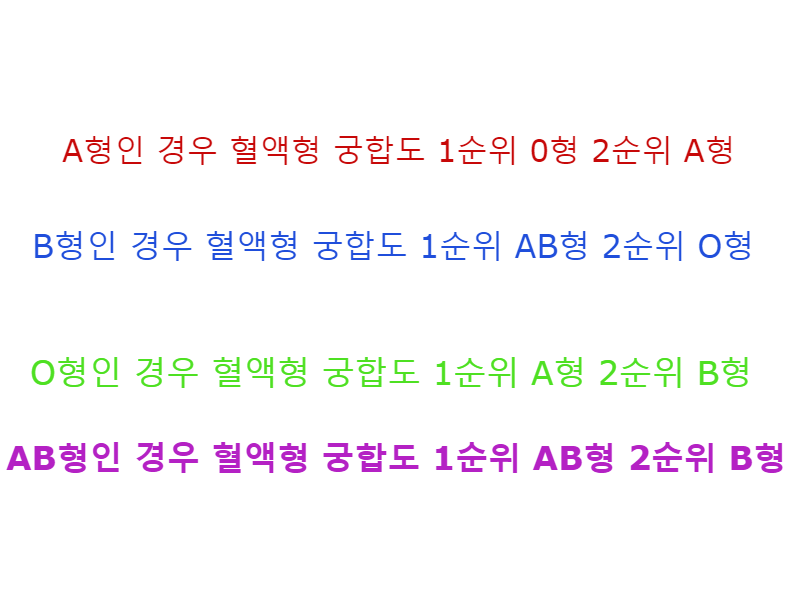 A형인 경우 혈액형 궁합도 1순위 0형 2순위 A형
B형인 경우 혈액형 궁합도 1순위 AB형 2순위 O형
O형인 경우 혈액형 궁합도 1순위 A형 2순위 B형
AB형인 경우 혈액형 궁합도 1순위 AB형 2순위 B형